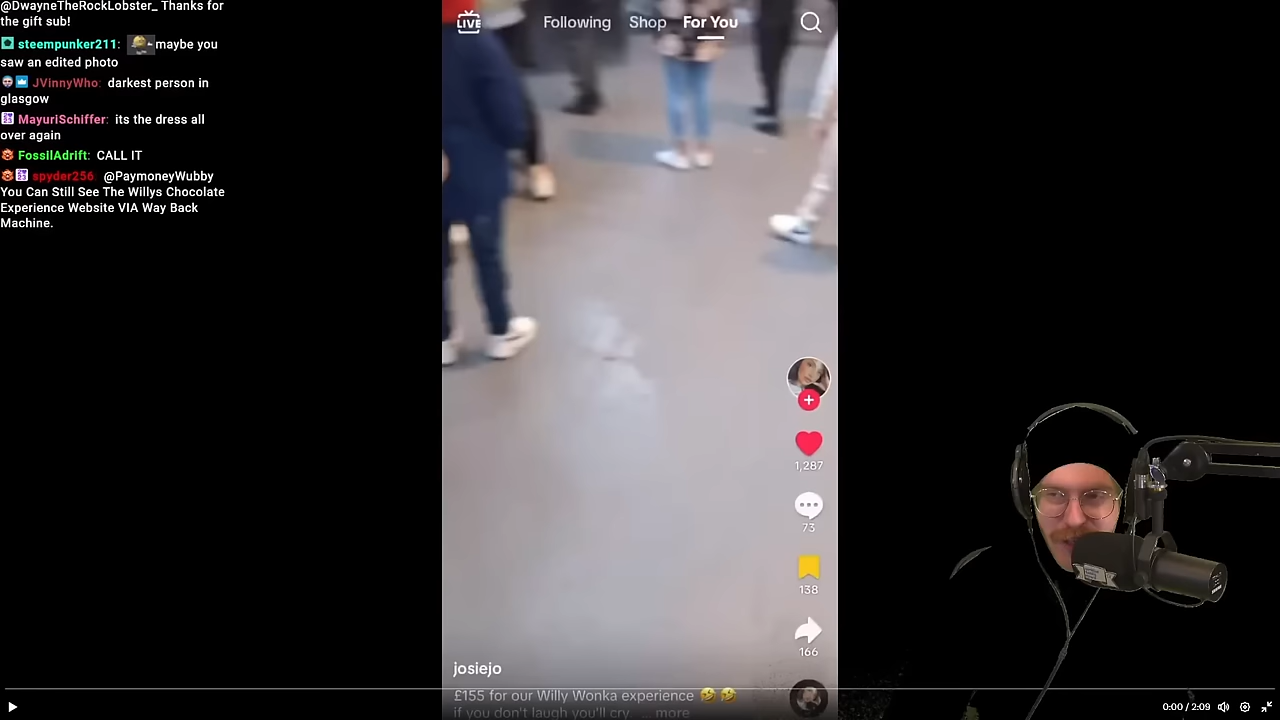 @DwayneTheRockLobster_ Thanks for
the gift sub!
steempunker211: maybe you
saw an edited photo
JVinnyWho: darkest person in
glasgow
MayurISchiffer: its the dress all
over again
FossilAdrift: CALL IT
spyder256 @PaymoneyWubby
You Can Still See The Willys Chocolate
Experience Website VIA Way Back
Machine.
LIVE
Following Shop For You
1,287
73
138
166
josiejo
£155 for our Willy Wonka experience 🤣🤣
if you don't laugh you'll cry. ... more
0:00 / 2:09